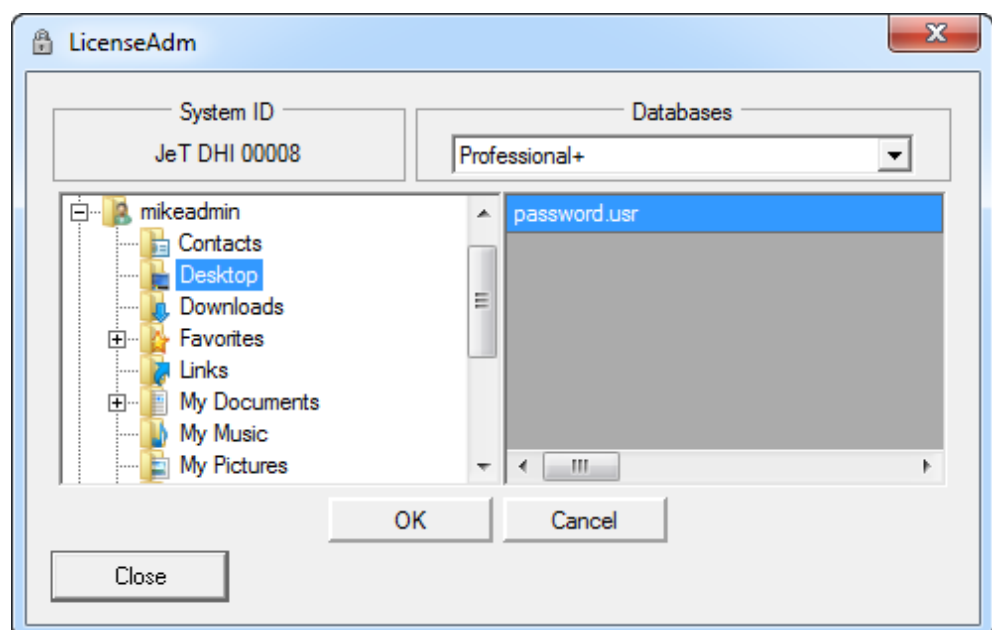 LicenseAdm
System ID
JeT DHI 00008
Databases
Professional+
mikeadmin
Contacts
Desktop
Downloads
Favorites
Links
My Documents
My Music
My Pictures
password.usr
OK
Cancel
Close